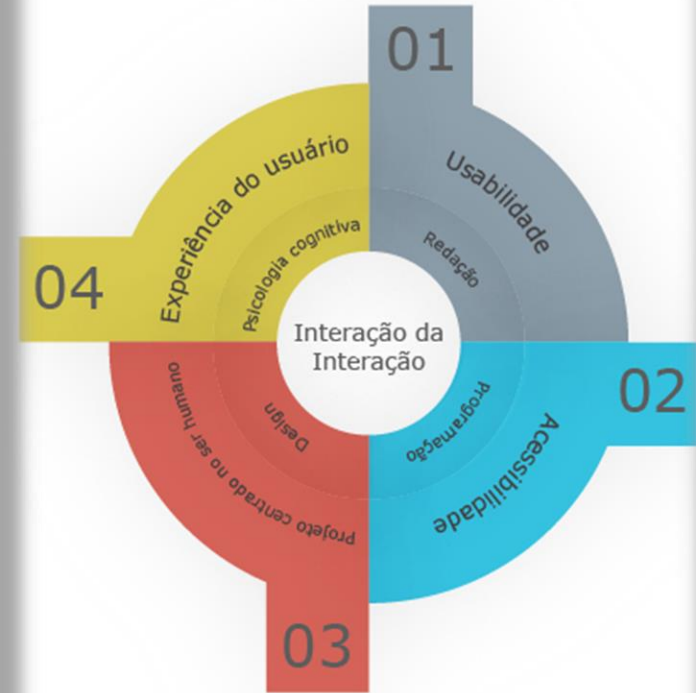 01
Usabilidade
Redação
02
Acessibilidade
Programação
03
Projeto centrado no ser humano
Design
04
Experiência do usuário
Psicologia cognitiva
Interação da
Interação